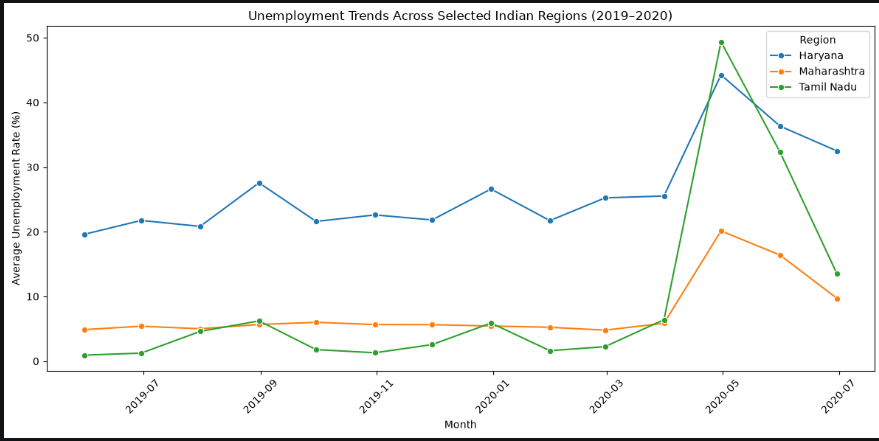 Unemployment Trends Across Selected Indian Regions (2019–2020)
Region
Haryana
Maharashtra
Tamil Nadu
Average Unemployment Rate (%)
50
40
30
20
10
0
2019-07
2019-09
2019-11
2020-01
2020-03
2020-05
2020-07
Month